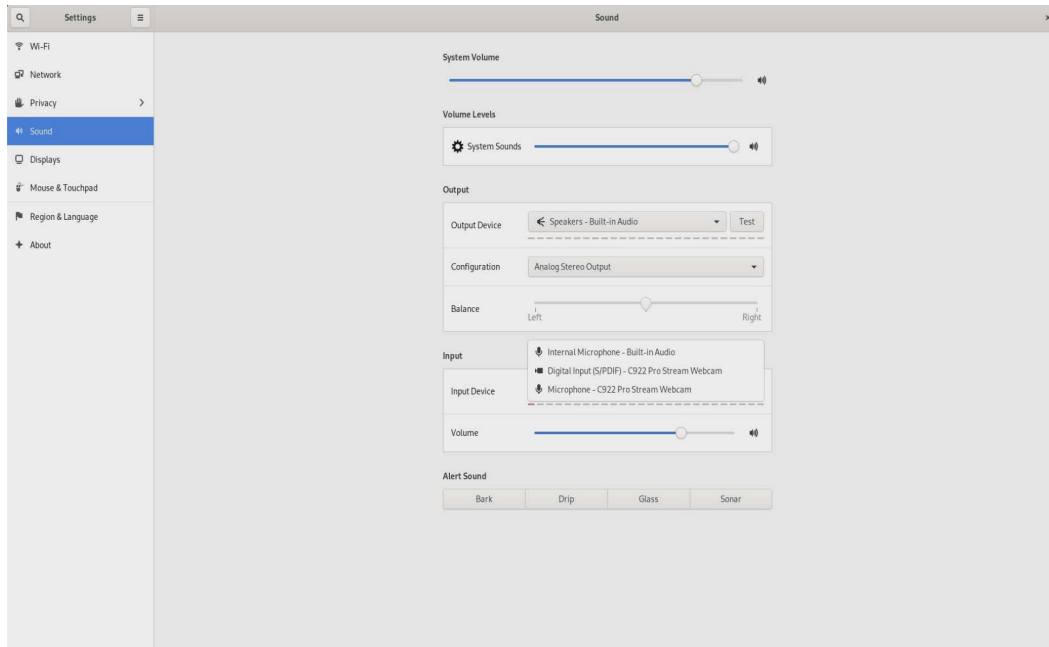 Settings
Sound
Wi-Fi
Network
Privacy
Sound
Displays
Mouse & Touchpad
Region & Language
About
System Volume
Volume Levels
System Sounds
Output
Output Device
Speakers - Built-in Audio
Test
Configuration
Analog Stereo Output
Balance
Left
Right
Input
Internal Microphone - Built-in Audio
Digital Input (S/PDIF) - C922 Pro Stream Webcam
Input Device
Microphone - C922 Pro Stream Webcam
Volume
Alert Sound
Bark
Drip
Glass
Sonar